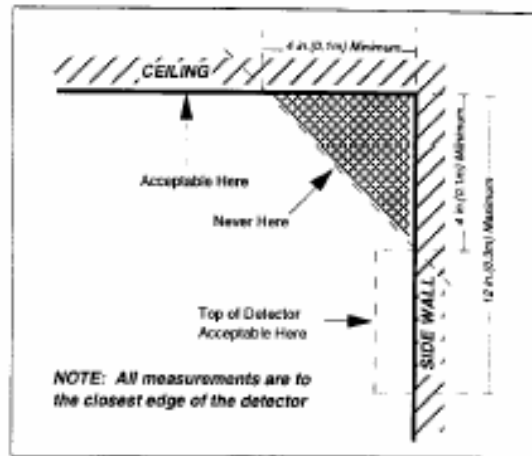 4 in.(0.1m) Minimum
CEILING
Acceptable Here
Never Here
4 in.(0.1m) Minimum
12 in.(0.3m) Maximum
Top of Detector
Acceptable Here
SIDE WALL
NOTE: All measurements are to
the closest edge of the detector